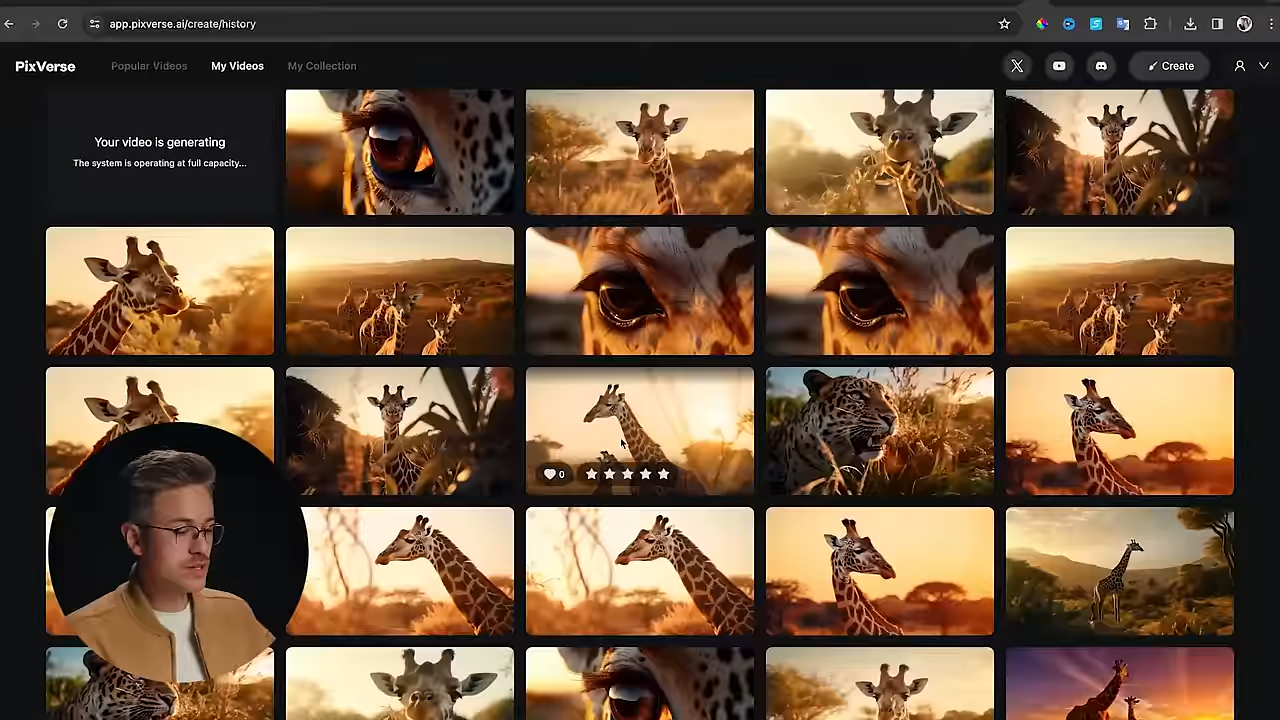 app.pixverse.ai/create/history
PixVerse
Popular Videos
My Videos
My Collection
Create
Your video is generating
The system is operating at full capacity...
0